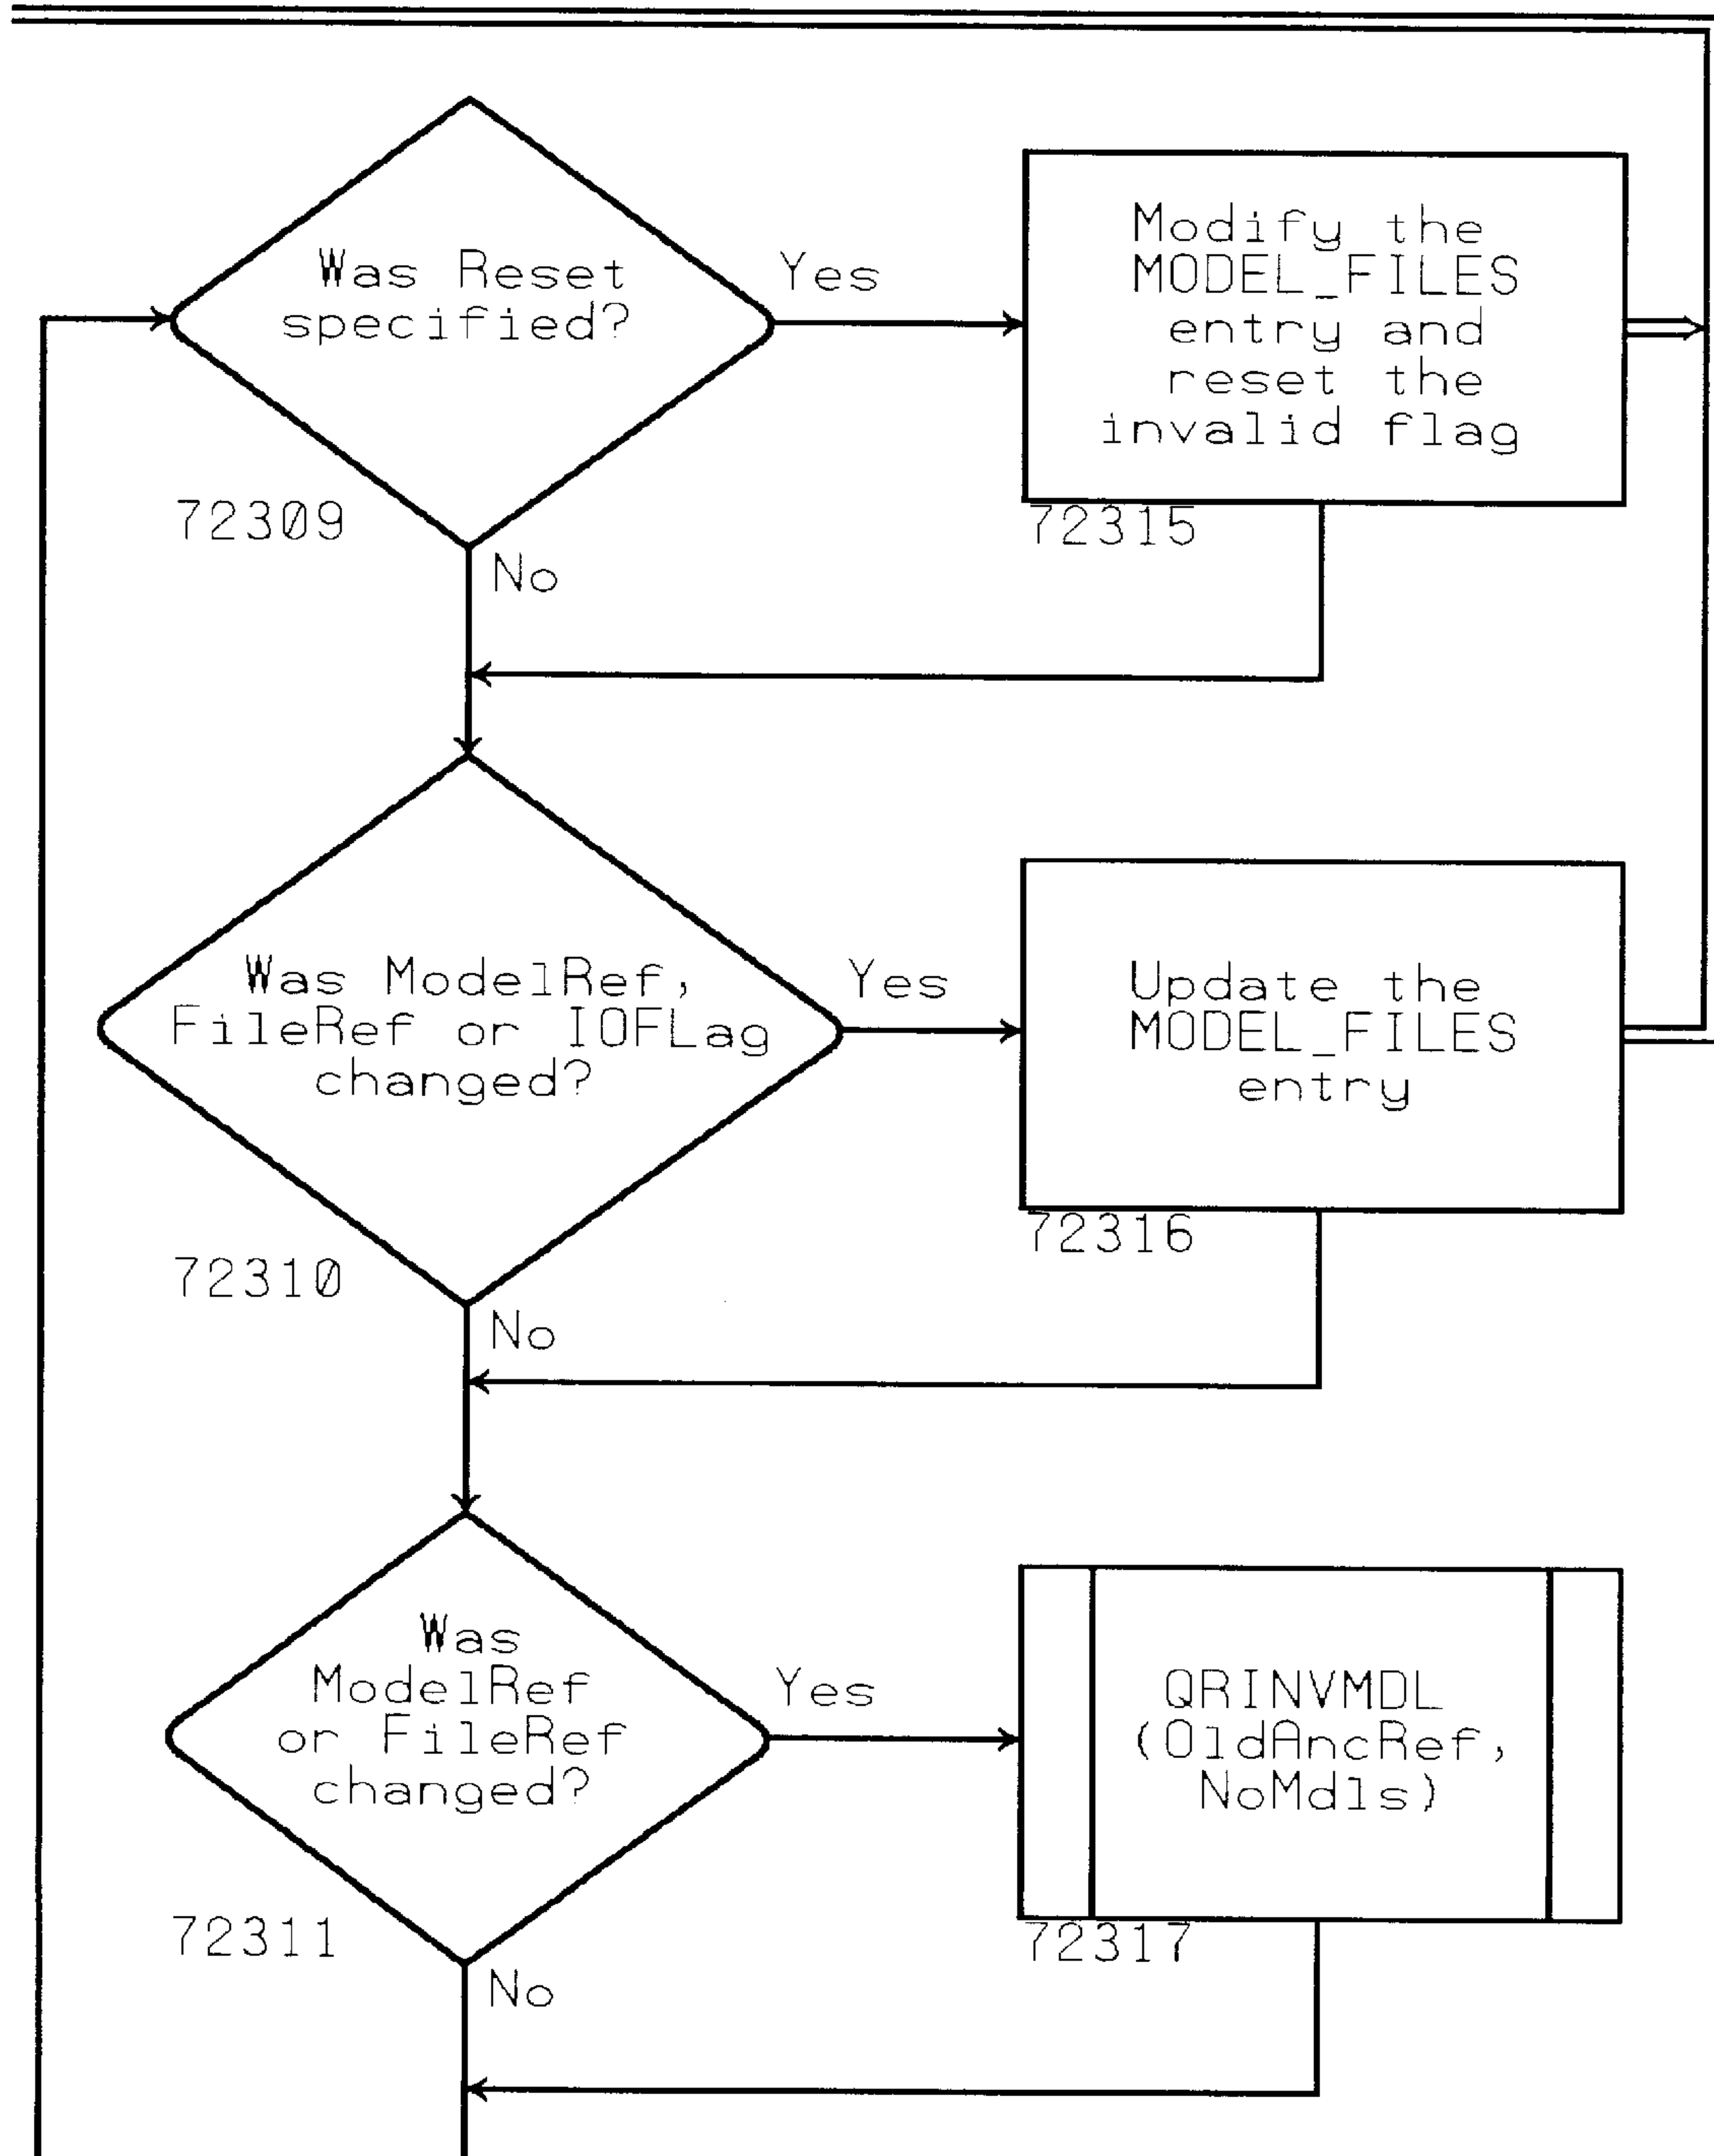 Was Reset
specified?
Yes
72309
No
Modify the
MODEL_FILES
entry and
reset the
invalid flag
72315
Was ModelRef,
FileRef or IOFLag
changed?
Yes
72310
No
Update the
MODEL_FILES
entry
72316
Was
ModelRef
or FileRef
changed?
Yes
72311
No
QRINVMDL
(OldAncRef,
NoMdls)
72317